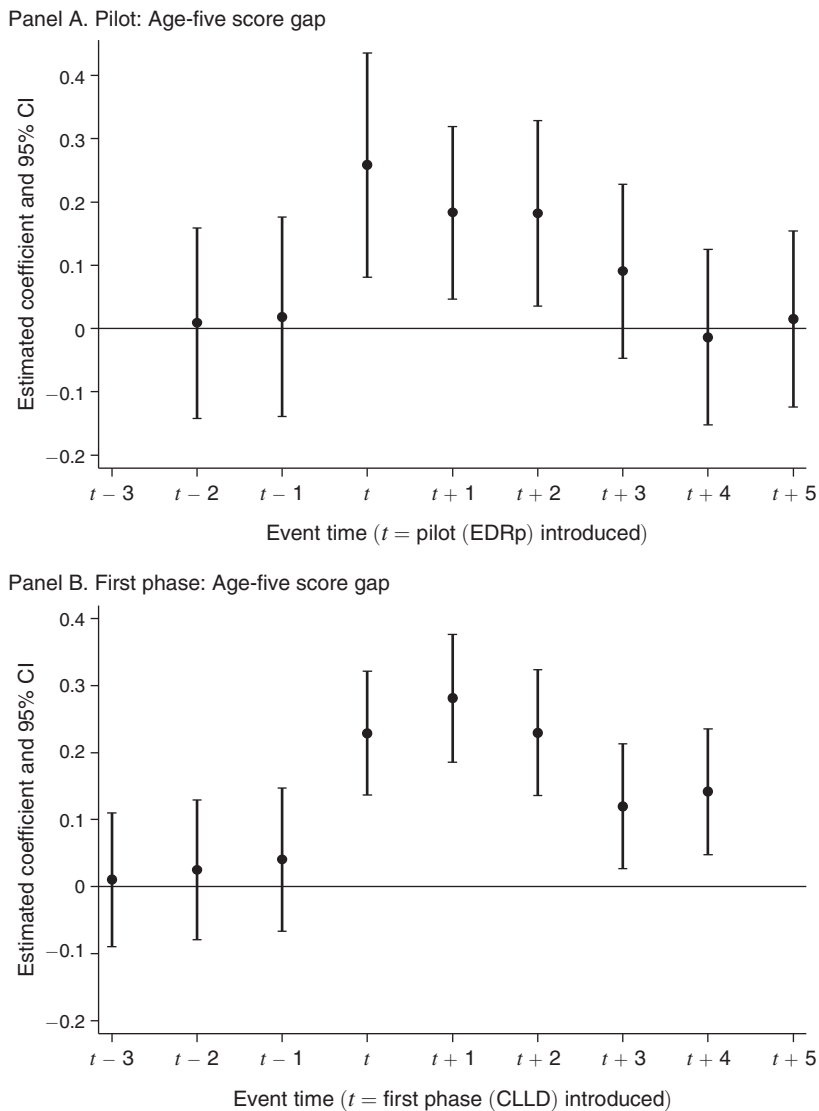 Panel A. Pilot: Age-five score gap
Estimated coefficient and 95% CI
0.4
0.3
0.2
0.1
0
−0.1
−0.2
t − 3 t − 2 t − 1 t t + 1 t + 2 t + 3 t + 4 t + 5
Event time (t = pilot (EDRp) introduced)
Panel B. First phase: Age-five score gap
Estimated coefficient and 95% CI
0.4
0.3
0.2
0.1
0
−0.1
−0.2
t − 3 t − 2 t − 1 t t + 1 t + 2 t + 3 t + 4 t + 5
Event time (t = first phase (CLLD) introduced)